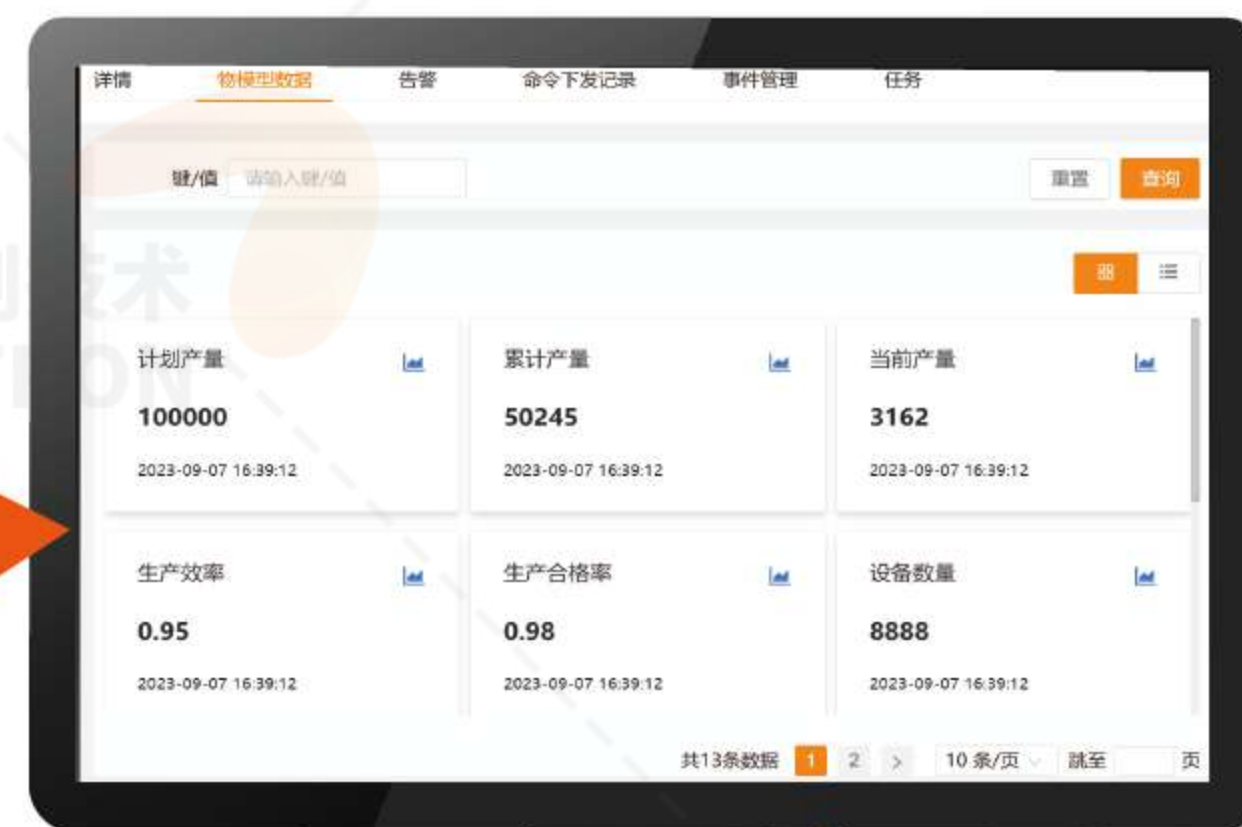 详情 物模型数据 告警 命令下发记录 事件管理 任务
键/值 请输入键/值 重置 查询
技术
计划产量 累计产量 当前产量
100000 50245 3162
2023-09-07 16:39:12 2023-09-07 16:39:12 2023-09-07 16:39:12
生产效率 生产合格率 设备数量
0.95 0.98 8888
2023-09-07 16:39:12 2023-09-07 16:39:12 2023-09-07 16:39:12
共13条数据 1 2 > 10 条/页 跳至 页